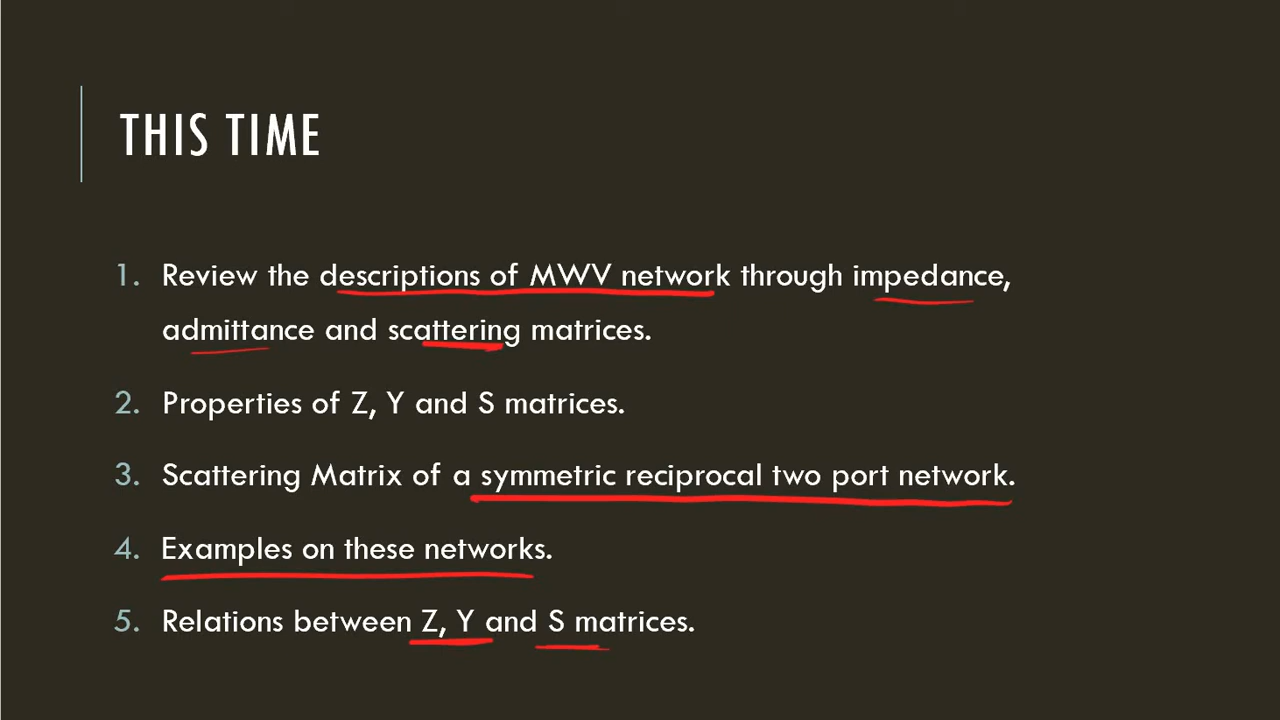 THIS TIME
1. Review the descriptions of MWV network through impedance,
admittance and scattering matrices.
2. Properties of Z, Y and S matrices.
3. Scattering Matrix of a symmetric reciprocal two port network.
4. Examples on these networks.
5. Relations between Z, Y and S matrices.